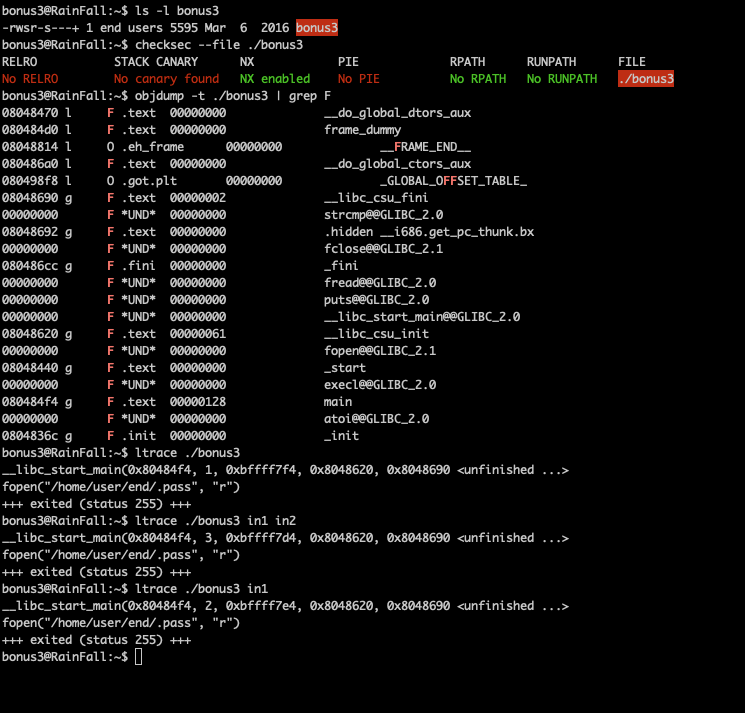 bonus3@RainFall:~$ ls -l bonus3
-rwsr-s---+ 1 end users 5595 Mar  6  2016 bonus3
bonus3@RainFall:~$ checksec --file ./bonus3
RELRO           STACK CANARY      NX            PIE             RPATH      RUNPATH      FILE
No RELRO        No canary found   NX enabled    No PIE          No RPATH   No RUNPATH   ./bonus3
bonus3@RainFall:~$ objdump -t ./bonus3 | grep F
08048470 l     F .text  00000000              __do_global_dtors_aux
080484d0 l     F .text  00000000              frame_dummy
08048814 l     O .eh_frame      00000000              __FRAME_END__
080486a0 l     F .text  00000000              __do_global_ctors_aux
080498f8 l     O .got.plt       00000000              _GLOBAL_OFFSET_TABLE_
08048690 g     F .text  00000002              __libc_csu_fini
00000000       F *UND*  00000000              strcmp@@GLIBC_2.0
08048692 g     F .text  00000000              .hidden __i686.get_pc_thunk.bx
00000000       F *UND*  00000000              fclose@@GLIBC_2.1
080486cc g     F .fini  00000000              _fini
00000000       F *UND*  00000000              fread@@GLIBC_2.0
00000000       F *UND*  00000000              puts@@GLIBC_2.0
00000000       F *UND*  00000000              __libc_start_main@@GLIBC_2.0
08048620 g     F .text  00000061              __libc_csu_init
00000000       F *UND*  00000000              fopen@@GLIBC_2.1
08048440 g     F .text  00000000              _start
00000000       F *UND*  00000000              execl@@GLIBC_2.0
080484f4 g     F .text  00000128              main
00000000       F *UND*  00000000              atoi@@GLIBC_2.0
0804836c g     F .init  00000000              _init
bonus3@RainFall:~$ ltrace ./bonus3
__libc_start_main(0x80484f4, 1, 0xbffff7f4, 0x8048620, 0x8048690 <unfinished ...>
fopen("/home/user/end/.pass", "r")
+++ exited (status 255) +++
bonus3@RainFall:~$ ltrace ./bonus3 in1 in2
__libc_start_main(0x80484f4, 3, 0xbffff7d4, 0x8048620, 0x8048690 <unfinished ...>
fopen("/home/user/end/.pass", "r")
+++ exited (status 255) +++
bonus3@RainFall:~$ ltrace ./bonus3 in1
__libc_start_main(0x80484f4, 2, 0xbffff7e4, 0x8048620, 0x8048690 <unfinished ...>
fopen("/home/user/end/.pass", "r")
+++ exited (status 255) +++
bonus3@RainFall:~$